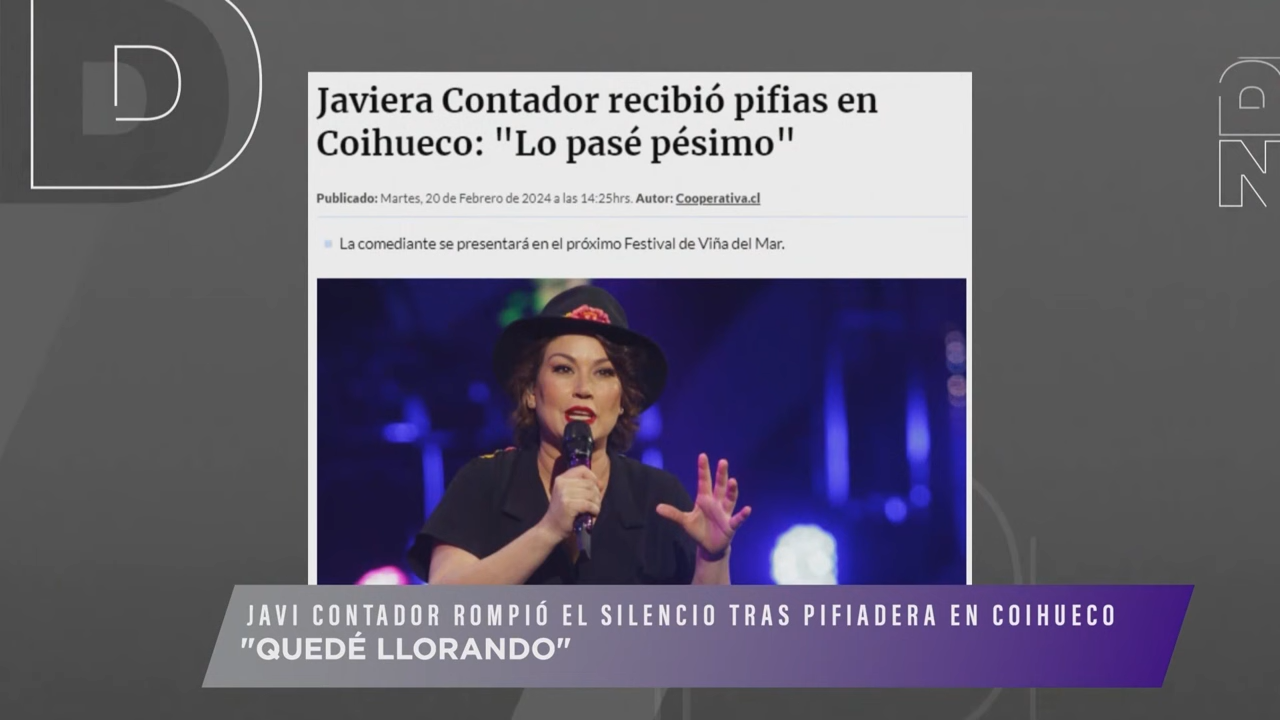 Javiera Contador recibió pifias en
Coihueco: "Lo pasé pésimo"
Publicado: Martes, 20 de Febrero de 2024 a las 14:25hrs. Autor: Cooperativa.cl
La comediante se presentará en el próximo Festival de Viña del Mar.
JAVI CONTADOR ROMPIÓ EL SILENCIO TRAS PIFIADERA EN COIHUECO
"QUEDÉ LLORANDO"
D
D
ND